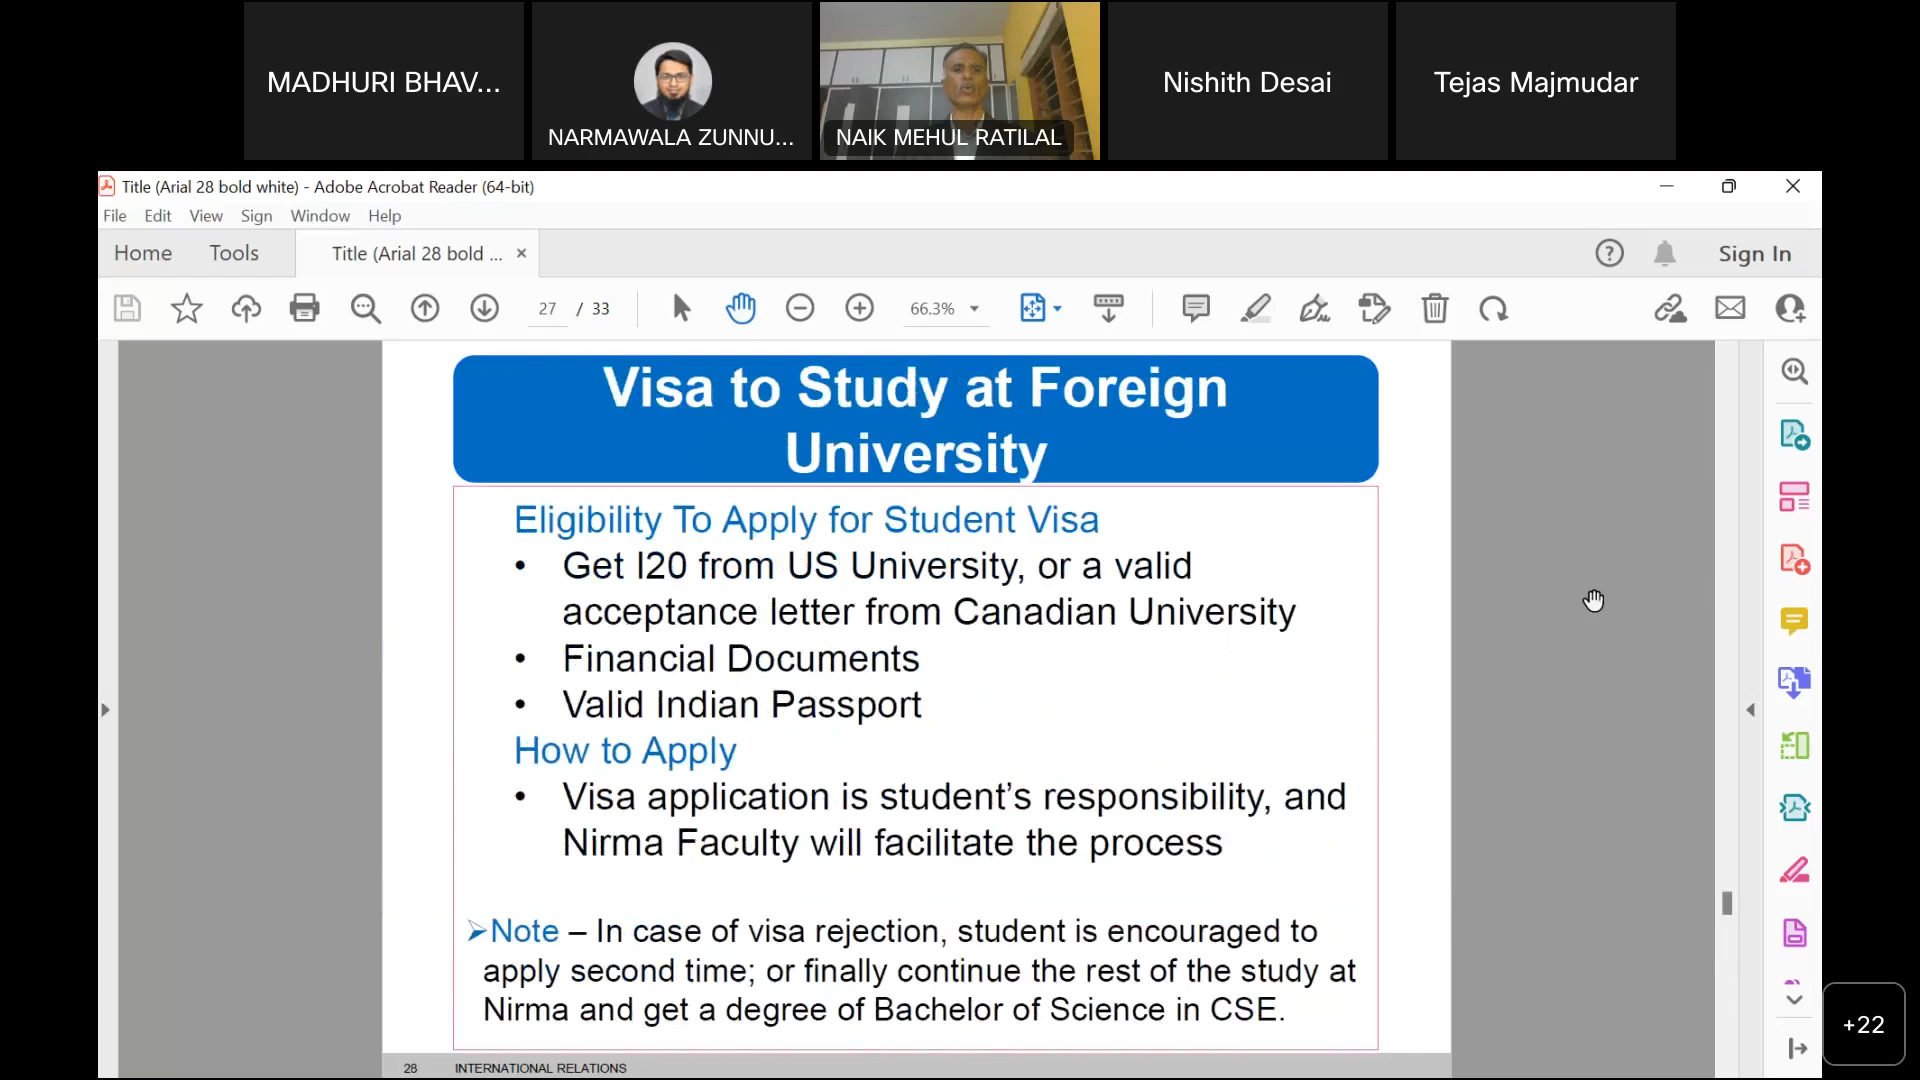 MADHURI BHAV...
NARMAWALA ZUNNU...
NAIK MEHUL RATILAL
Nishith Desai
Tejas Majmudar
Title (Arial 28 bold white) - Adobe Acrobat Reader (64-bit)
File Edit View Sign Window Help
Home Tools Title (Arial 28 bold ... Sign In
27 / 33 66.3%
Visa to Study at Foreign
University
Eligibility To Apply for Student Visa
• Get I20 from US University, or a valid
acceptance letter from Canadian University
• Financial Documents
• Valid Indian Passport
How to Apply
• Visa application is student’s responsibility, and
Nirma Faculty will facilitate the process
➢Note – In case of visa rejection, student is encouraged to
apply second time; or finally continue the rest of the study at
Nirma and get a degree of Bachelor of Science in CSE.
28 INTERNATIONAL RELATIONS
+22